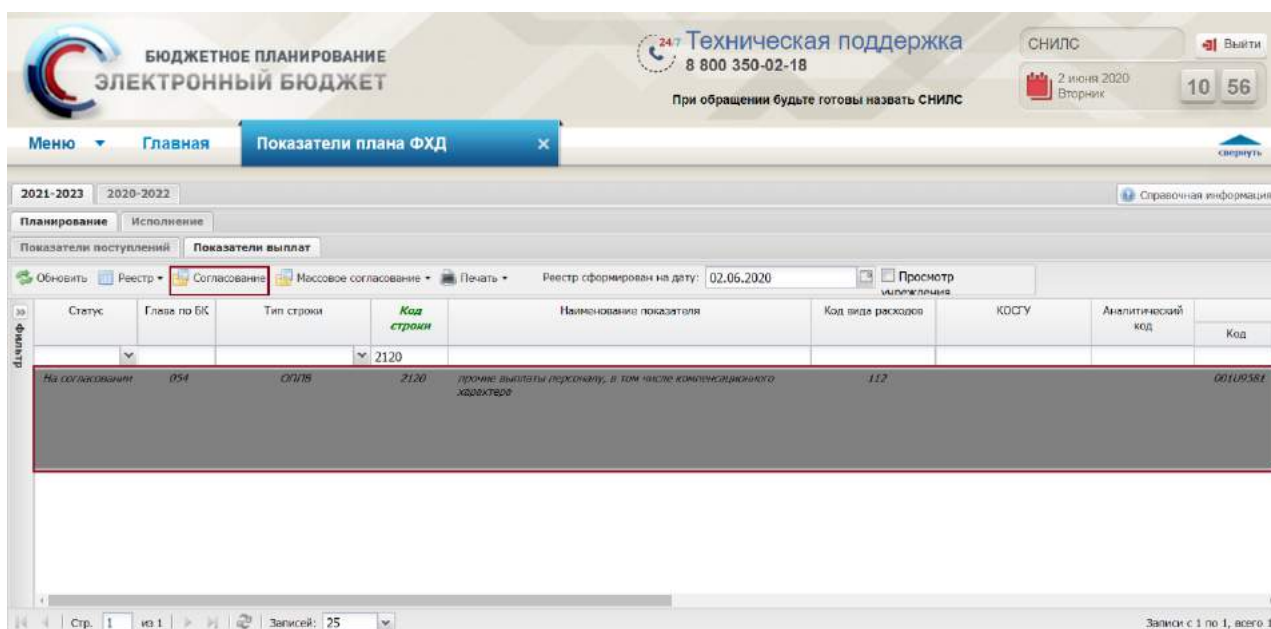 БЮДЖЕТНОЕ ПЛАНИРОВАНИЕ
ЭЛЕКТРОННЫЙ БЮДЖЕТ
24/7 Техническая поддержка
8 800 350-02-18
При обращении будьте готовы назвать СНИЛС
СНИЛС
Выйти
2 июня 2020
Вторник
10 56
Меню Главная Показатели плана ФХД
свернуть
2021-2023 2020-2022
Справочная информация
Планирование Исполнение
Показатели поступлений Показатели выплат
Обновить Реестр Согласование Массовое согласование Печать Реестр сформирован на дату: 02.06.2020 Просмотр
учреждения
Фильтр
Статус Глава по БК Тип строки Код строки Наименование показателя Код вида расходов КОСГУ Аналитический код Код
2120
На согласовании 054 ОППВ 2120 прочие выплаты персоналу, в том числе компенсационного 112 001U9581
характера
Стр. 1 из 1 Записей: 25 Записи с 1 по 1, всего 1